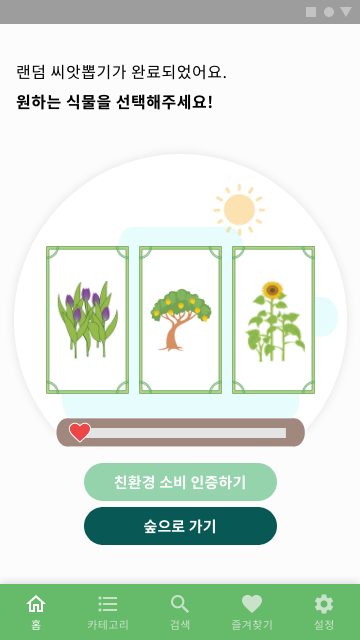 랜덤 씨앗뽑기가 완료되었어요.
원하는 식물을 선택해주세요!
친환경 소비 인증하기
숲으로 가기
홈
카테고리
검색
즐겨찾기
설정